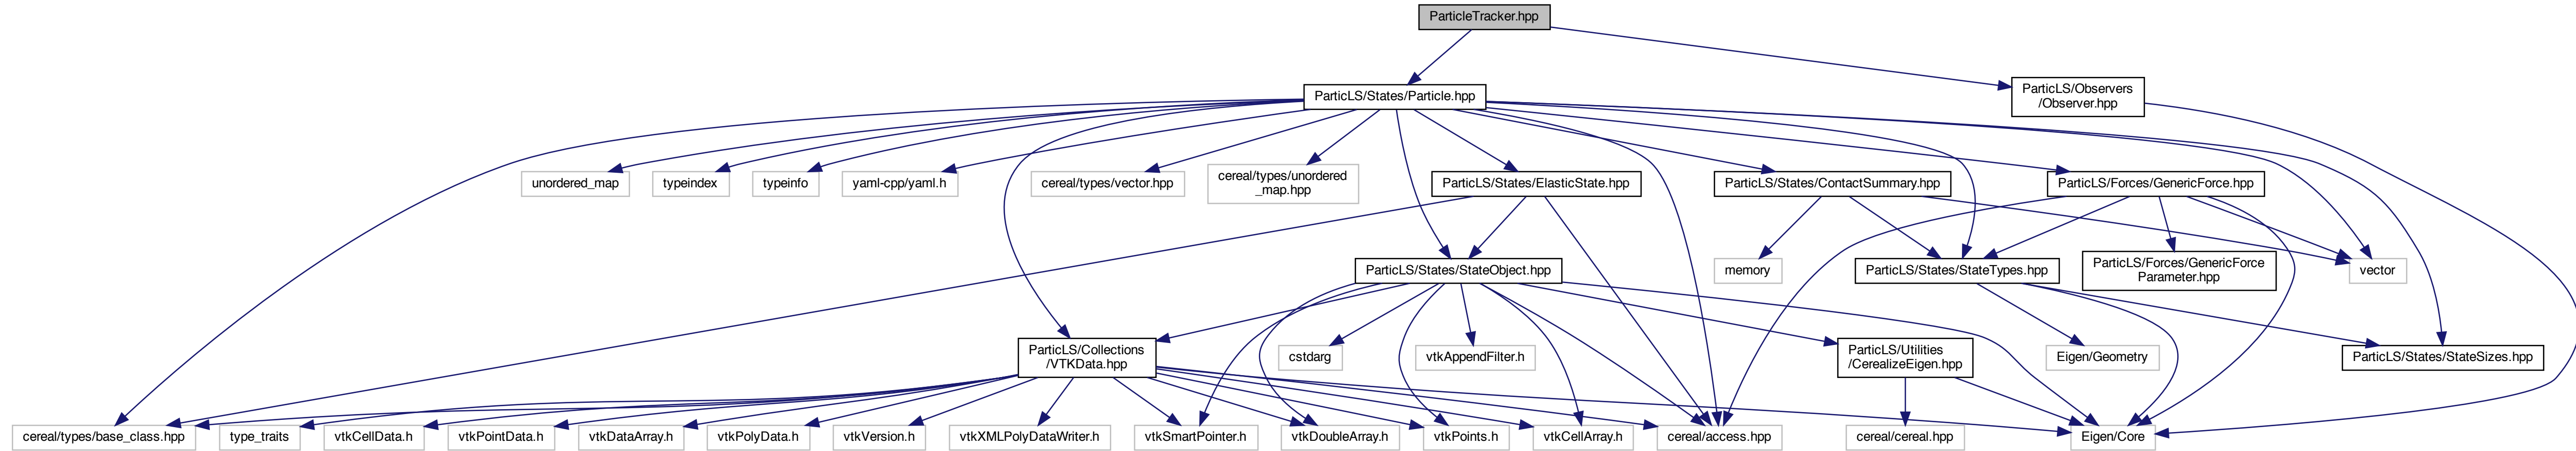 ParticleTracker.hpp
ParticLS/States/Particle.hpp
ParticLS/Observers
/Observer.hpp
unordered_map
typeindex
typeinfo
yaml-cpp/yaml.h
cereal/types/vector.hpp
cereal/types/unordered
_map.hpp
ParticLS/States/ElasticState.hpp
ParticLS/States/ContactSummary.hpp
ParticLS/Forces/GenericForce.hpp
ParticLS/States/StateObject.hpp
memory
ParticLS/States/StateTypes.hpp
ParticLS/Forces/GenericForce
Parameter.hpp
vector
ParticLS/Collections
/VTKData.hpp
cstdarg
vtkAppendFilter.h
ParticLS/Utilities
/CerealizeEigen.hpp
Eigen/Geometry
ParticLS/States/StateSizes.hpp
cereal/types/base_class.hpp
type_traits
vtkCellData.h
vtkPointData.h
vtkDataArray.h
vtkPolyData.h
vtkVersion.h
vtkXMLPolyDataWriter.h
vtkSmartPointer.h
vtkDoubleArray.h
vtkPoints.h
vtkCellArray.h
cereal/access.hpp
cereal/cereal.hpp
Eigen/Core